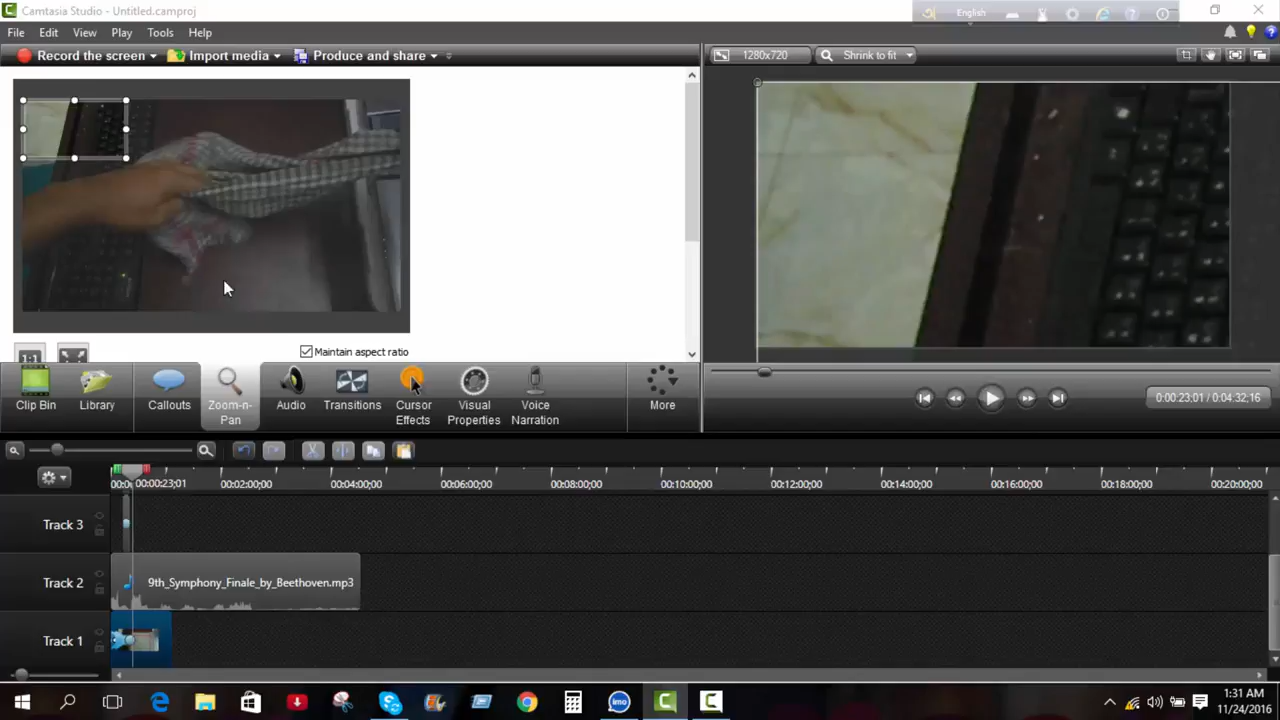 Camtasia Studio - Untitled.camproj
English
File Edit View Play Tools Help
Record the screen Import media Produce and share
1280x720 Shrink to fit
1:1
Maintain aspect ratio
Clip Bin Library Callouts Zoom-n-Pan Audio Transitions Cursor Effects Visual Properties Voice Narration More
0:00:23;01 / 0:04:32;16
00:00:23;01 00:02:00;00 00:04:00;00 00:06:00;00 00:08:00;00 00:10:00;00 00:12:00;00 00:14:00;00 00:16:00;00 00:18:00;00 00:20:00;00
Track 3
Track 2 9th_Symphony_Finale_by_Beethoven.mp3
Track 1
imo
1:31 AM
11/24/2016